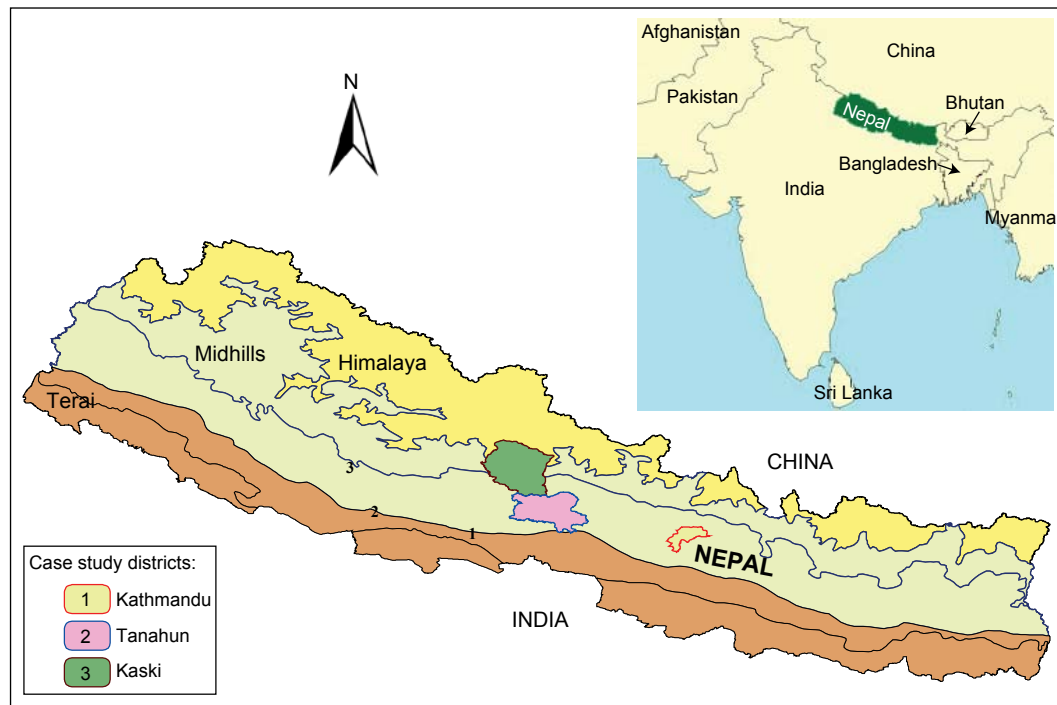 Afghanistan
China
Pakistan
Nepal
Bhutan
Bangladesh
India
Myanmar
Sri Lanka
N
Midhills
Himalaya
Terai
3
2
1
CHINA
NEPAL
INDIA
Case study districts:
1 Kathmandu
2 Tanahun
3 Kaski